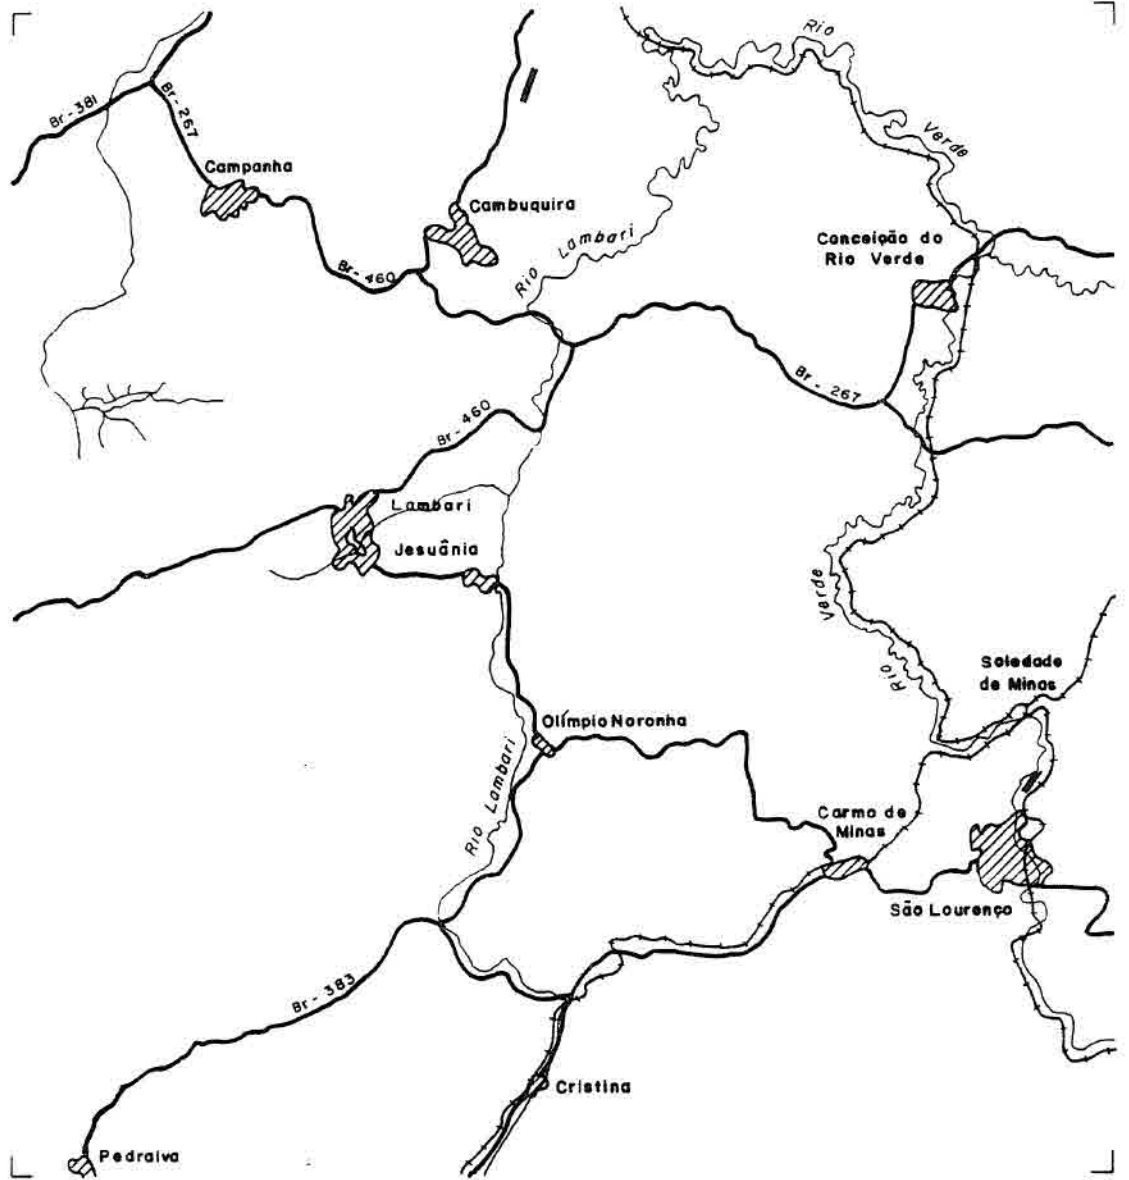 Rio
Br-381
Br-267
Verde
Campanha
Cambuquira
Rio Lambari
Conceição do
Rio Verde
Br-460
Br-267
Br-460
Lambari
Jesuânia
Rio Verde
Soledade
de Minas
Olímpio Noronha
Rio Lambari
Carmo de
Minas
São Lourenço
Br-383
Cristina
Pedralva